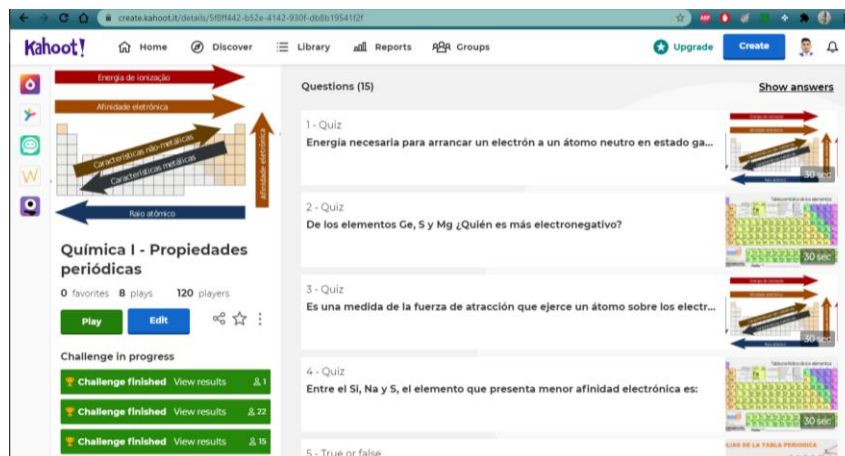 create.kahoot.it/details/5f8ff442-b52e-4142-930f-db8b19541f2f
Kahoot!
Home
Discover
Library
Reports
Groups
Upgrade
Create
Energia de ionização
Afinidade eletrônica
Características não-metálicas
Características metálicas
afinidade eletrônica
Raio atômico
Química I - Propiedades
periódicas
0 favorites 8 plays 120 players
Play
Edit
Challenge in progress
Challenge finished View results 1
Challenge finished View results 22
Challenge finished View results 15
Questions (15)
Show answers
1 - Quiz
Energía necesaria para arrancar un electrón a un átomo neutro en estado ga...
30 sec
2 - Quiz
De los elementos Ge, S y Mg ¿Quién es más electronegativo?
30 sec
3 - Quiz
Es una medida de la fuerza de atracción que ejerce un átomo sobre los electr...
30 sec
4 - Quiz
Entre el Si, Na y S, el elemento que presenta menor afinidad electrónica es:
30 sec
5 - True or false
LIAS DE LA TABLA PERIODICA